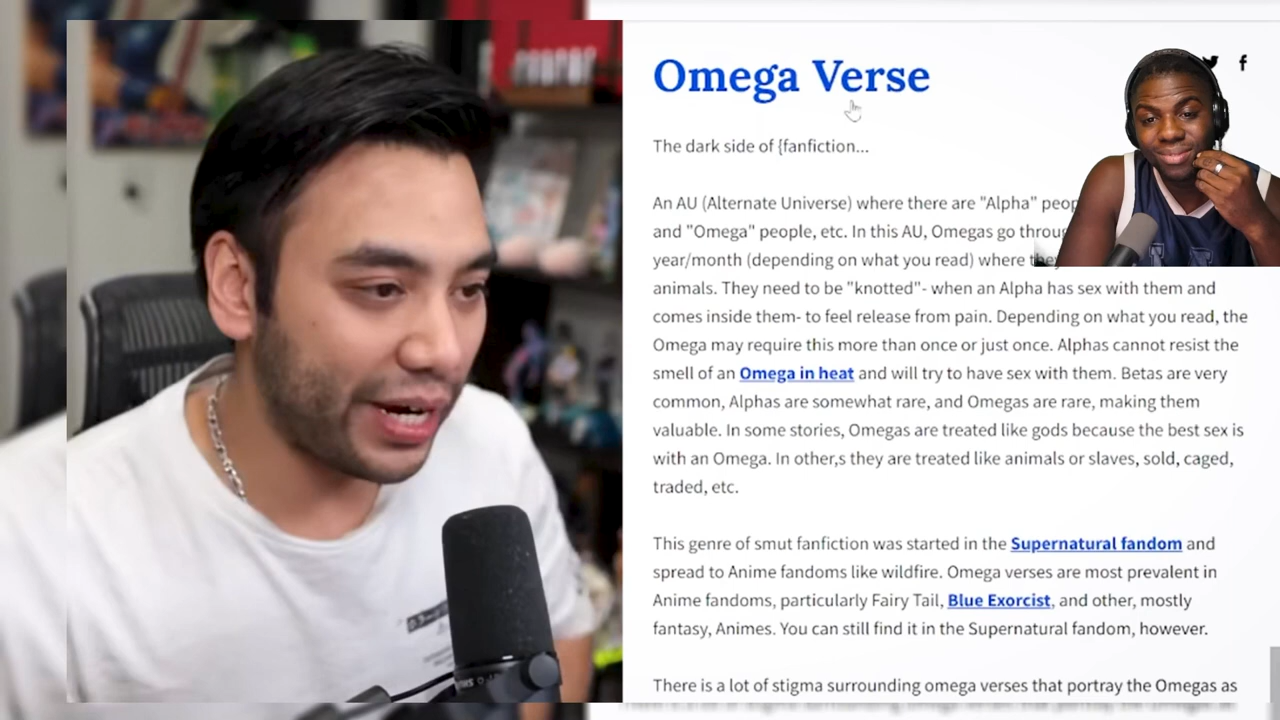 Omega Verse
The dark side of {fanfiction...
An AU (Alternate Universe) where there are "Alpha"
and "Omega" people, etc. In this AU, Omegas go
year/month (depending on what you read) where
animals. They need to be "knotted"- when an Alpha has sex with them and
comes inside them- to feel release from pain. Depending on what you read, the
Omega may require this more than once or just once. Alphas cannot resist the
smell of an Omega in heat and will try to have sex with them. Betas are very
common, Alphas are somewhat rare, and Omegas are rare, making them
valuable. In some stories, Omegas are treated like gods because the best sex is
with an Omega. In other,s they are treated like animals or slaves, sold, caged,
traded, etc.
This genre of smut fanfiction was started in the Supernatural fandom and
spread to Anime fandoms like wildfire. Omega verses are most prevalent in
Anime fandoms, particularly Fairy Tail, Blue Exorcist, and other, mostly
fantasy, Animes. You can still find it in the Supernatural fandom, however.
There is a lot of stigma surrounding omega verses that portray the Omegas as